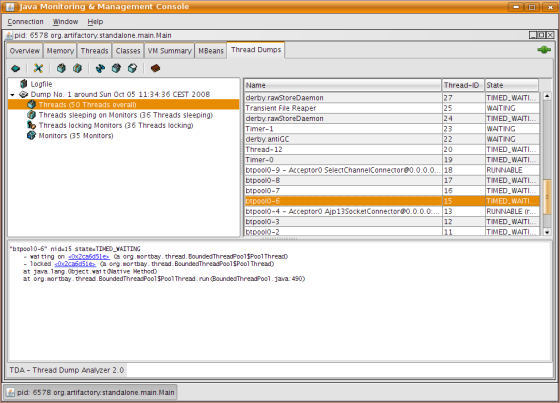 Java Monitoring & Management Console
Connection Window Help
pid: 6578 org.artifactory.standalone.main.Main
Overview Memory Threads Classes VM Summary MBeans Thread Dumps
Logfile
Dump No. 1 around Sun Oct 05 11:34:36 CEST 2008
Threads (50 Threads overall)
Threads sleeping on Monitors (36 Threads sleeping)
Threads locking Monitors (36 Threads locking)
Monitors (35 Monitors)
Name Thread-ID State
derby.rawStoreDaemon 27 TIMED_WAITI...
Transient File Reaper 25 WAITING
derby.rawStoreDaemon 24 TIMED_WAITI...
Timer-1 23 WAITING
derby.antiGC 22 WAITING
Thread-12 20 TIMED_WAITI...
Timer-0 19 TIMED_WAITI...
btpool0-9 - Acceptor0 SelectChannelConnector@0.0.0.0... 18 RUNNABLE
btpool0-8 17 TIMED_WAITI...
btpool0-7 16 TIMED_WAITI...
btpool0-6 15 TIMED_WAITI...
btpool0-4 - Acceptor0 Ajp13SocketConnector@0.0.0.0:... 13 RUNNABLE (r...
btpool0-3 12 TIMED_WAITI...
btpool0-2 11 TIMED_WAITI...
"btpool0-6" nid=15 state=TIMED_WAITING
- waiting on <0x2ca6d51e> (a org.mortbay.thread.BoundedThreadPool$PoolThread)
- locked <0x2ca6d51e> (a org.mortbay.thread.BoundedThreadPool$PoolThread)
at java.lang.Object.wait(Native Method)
at org.mortbay.thread.BoundedThreadPool$PoolThread.run(BoundedThreadPool.java:490)
TDA - Thread Dump Analyzer 2.0
pid: 6578 org.artifactory.standalone.main.Main